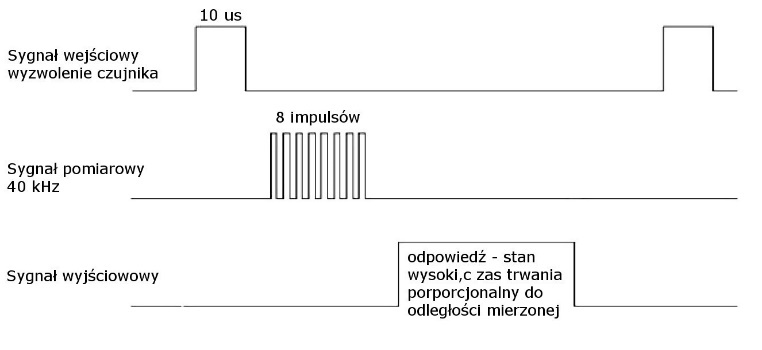 10 us
Sygnał wejściowy
wyzwolenie czujnika
8 impulsów
Sygnał pomiarowy
40 kHz
Sygnał wyjściowowy
odpowiedź - stan
wysoki,c zas trwania
porporcjonalny do
odległości mierzonej